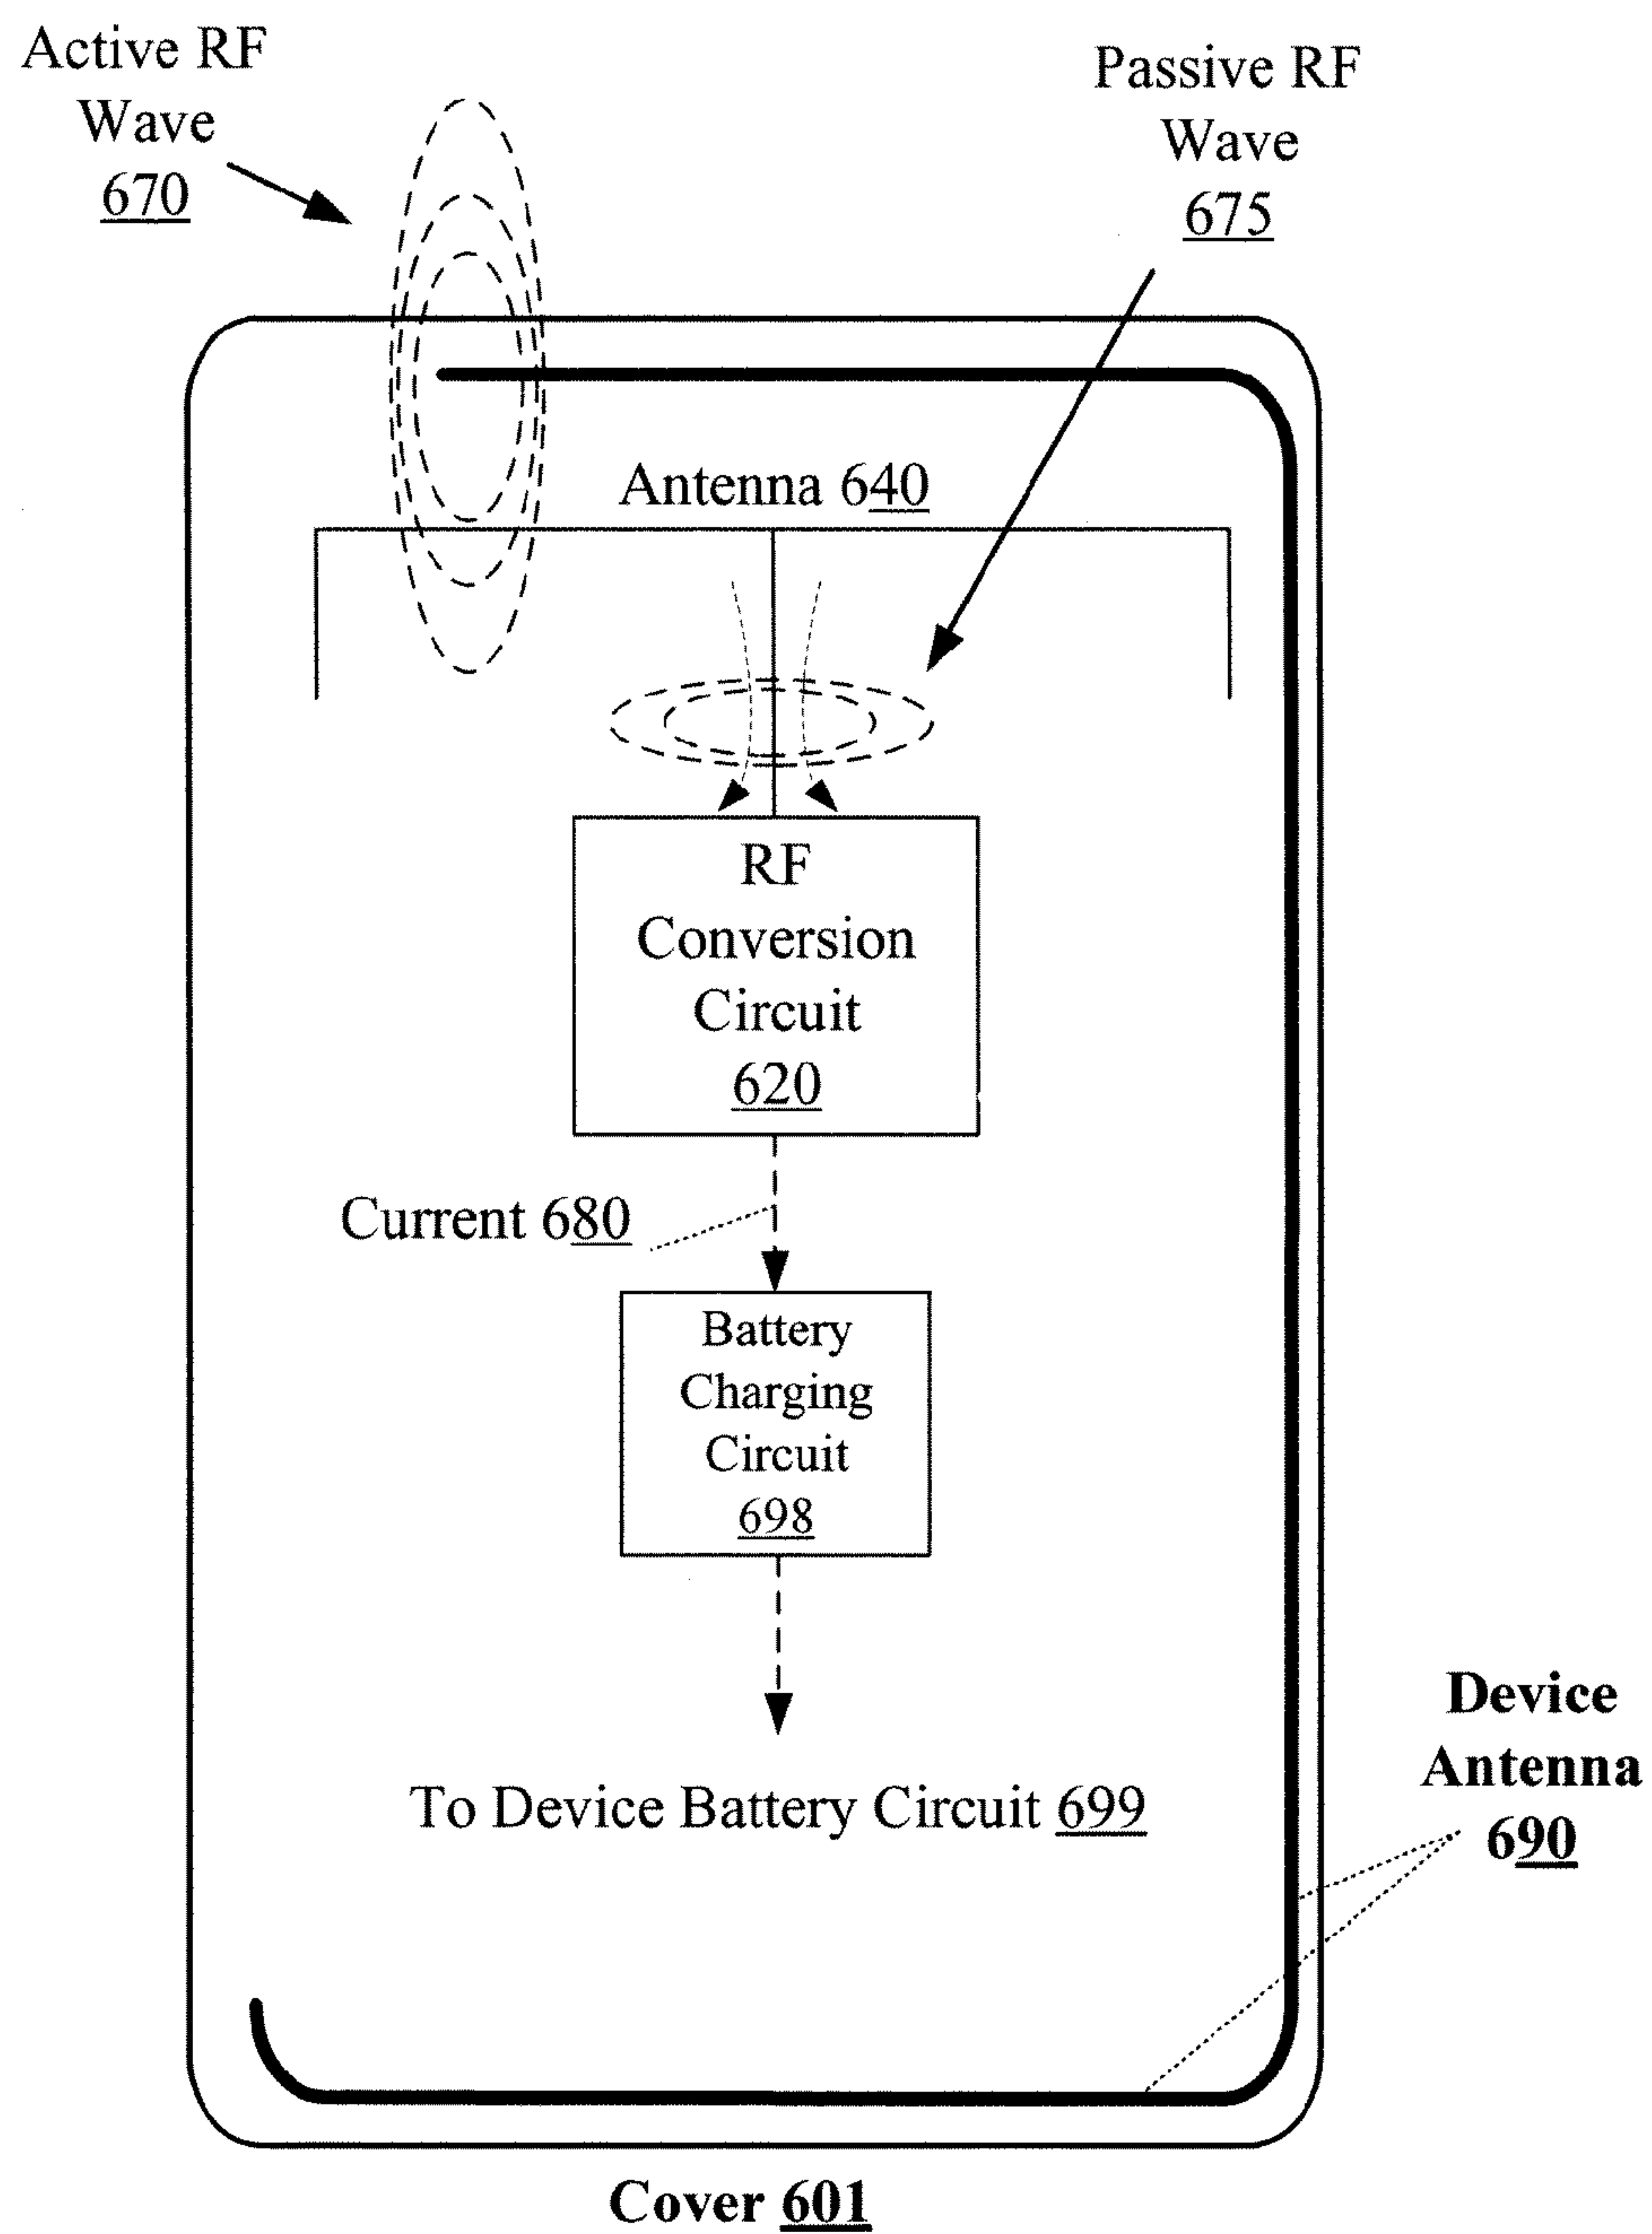 Active RF
Wave
670
Passive RF
Wave
675
Antenna 640
RF
Conversion
Circuit
620
Current 680
Battery
Charging
Circuit
698
To Device Battery Circuit 699
Device
Antenna
690
Cover 601